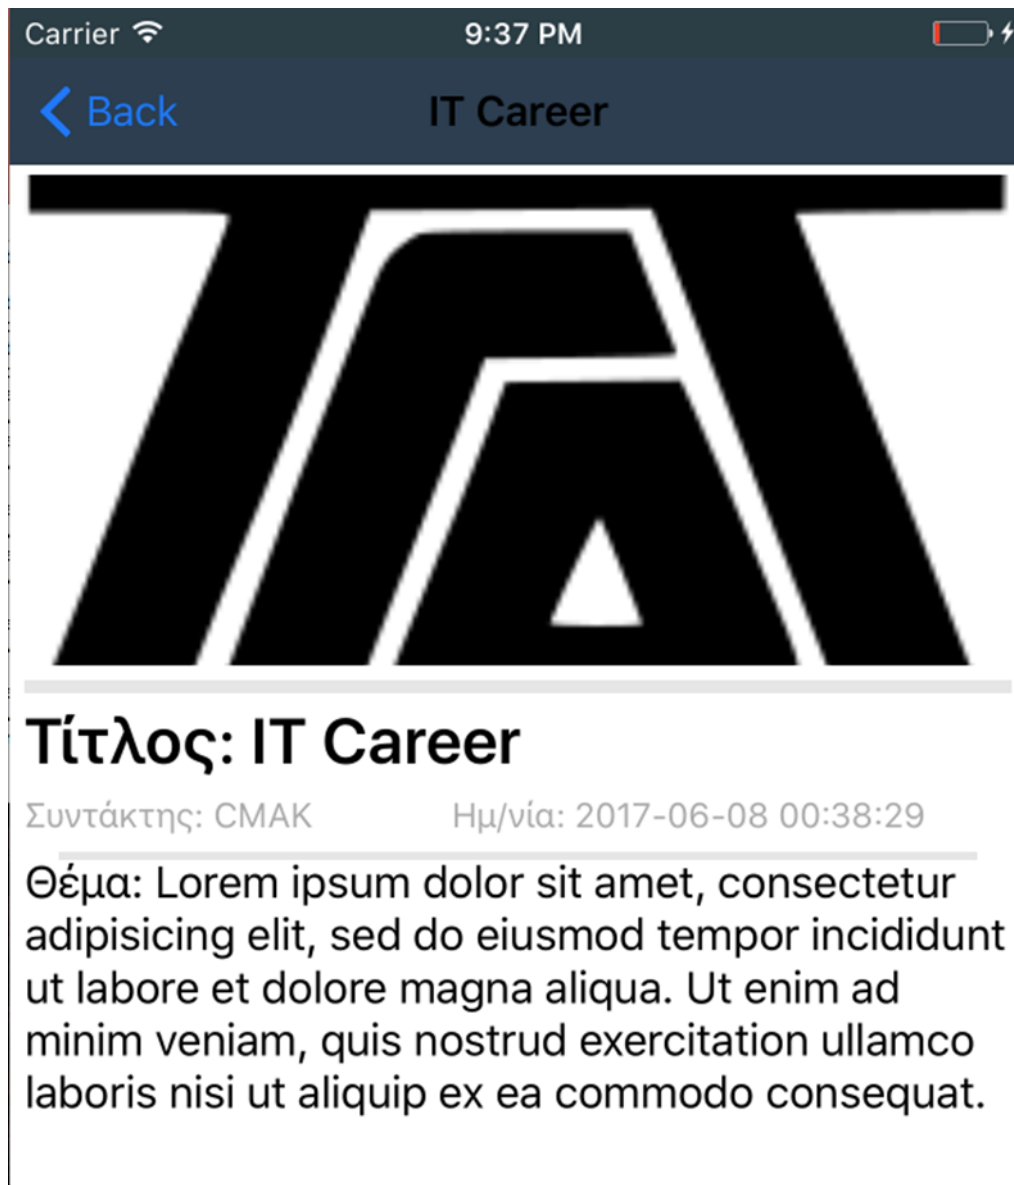 Carrier 9:37 PM
Back IT Career
Τίτλος: IT Career
Συντάκτης: CMAK Ημ/νία: 2017-06-08 00:38:29
Θέμα: Lorem ipsum dolor sit amet, consectetur
adipisicing elit, sed do eiusmod tempor incididunt
ut labore et dolore magna aliqua. Ut enim ad
minim veniam, quis nostrud exercitation ullamco
laboris nisi ut aliquip ex ea commodo consequat.